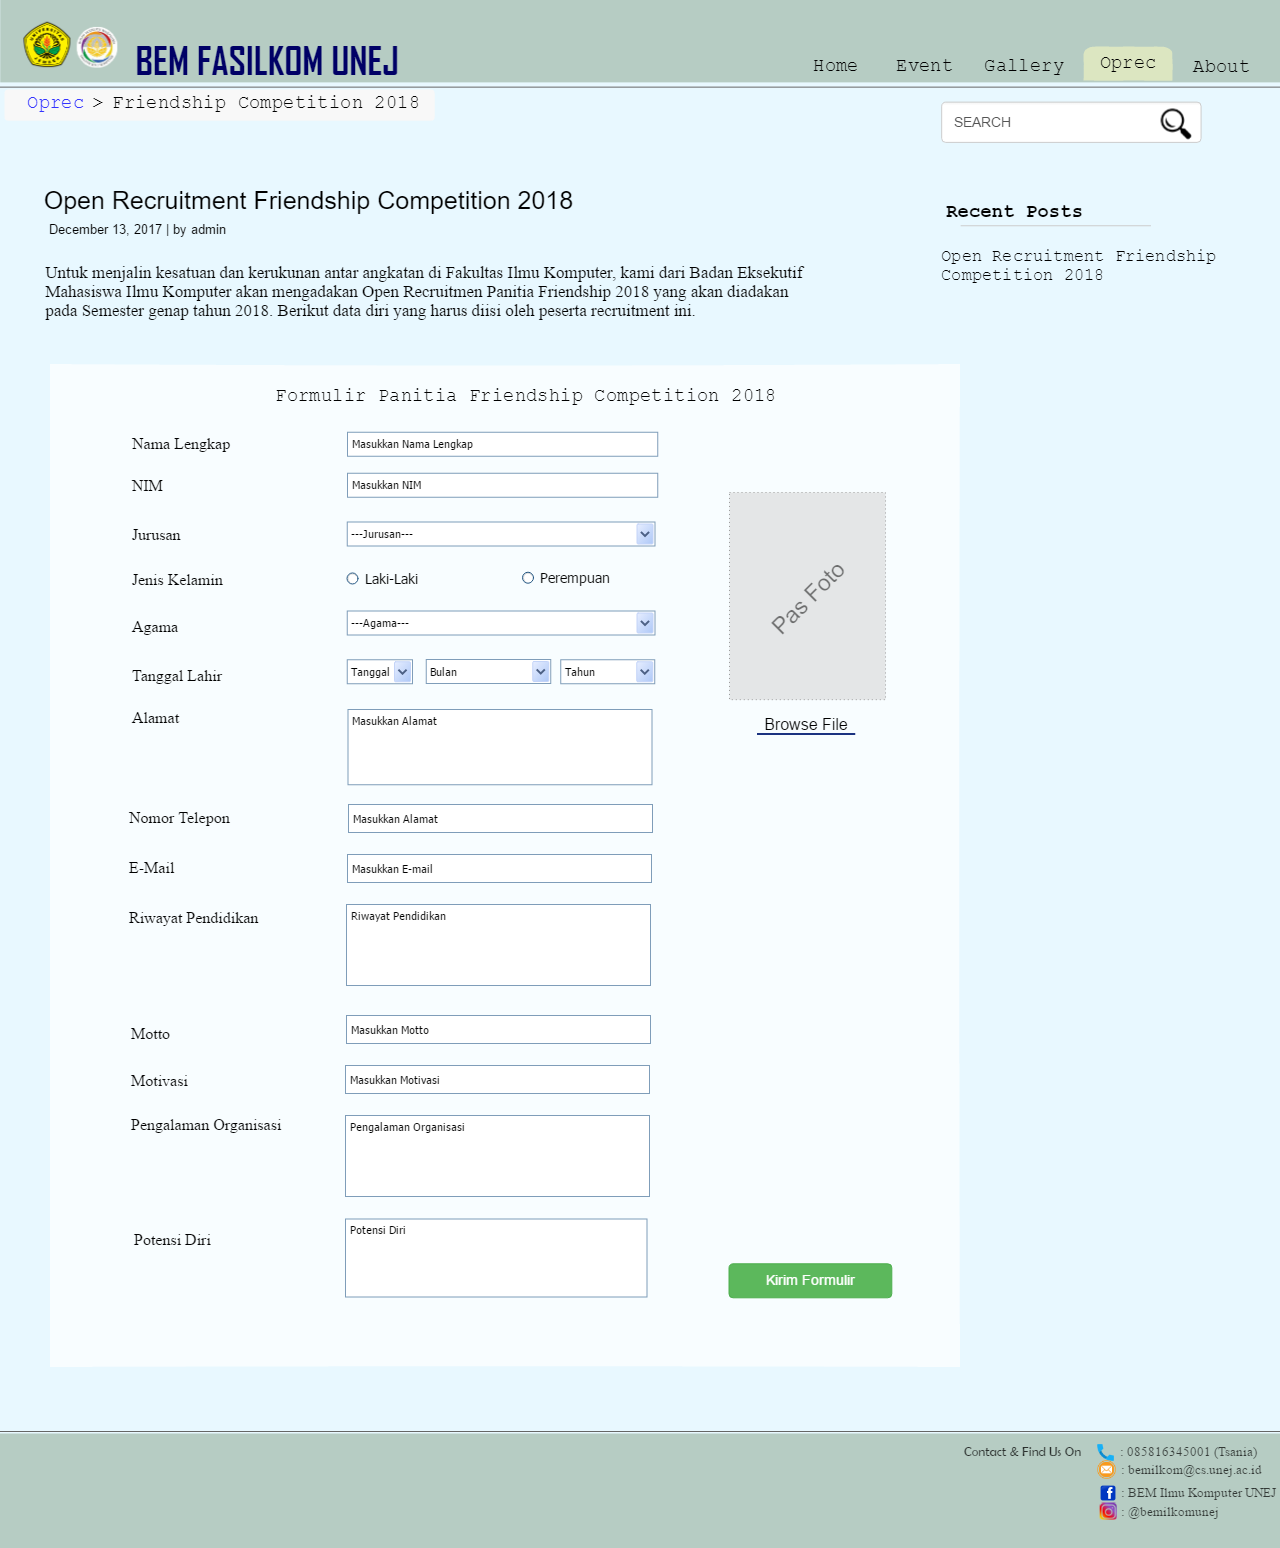 BEM FASILKOM UNEJ
Home Event Gallery Oprec About
Oprec > Friendship Competition 2018
SEARCH
Open Recruitment Friendship Competition 2018
December 13, 2017 | by admin
Untuk menjalin kesatuan dan kerukunan antar angkatan di Fakultas Ilmu Komputer, kami dari Badan Eksekutif
Mahasiswa Ilmu Komputer akan mengadakan Open Recruitmen Panitia Friendship 2018 yang akan diadakan
pada Semester genap tahun 2018. Berikut data diri yang harus diisi oleh peserta recruitment ini.
Recent Posts
Open Recruitment Friendship
Competition 2018
Formulir Panitia Friendship Competition 2018
Nama Lengkap Masukkan Nama Lengkap
NIM Masukkan NIM
Jurusan ---Jurusan---
Jenis Kelamin Laki-Laki Perempuan
Agama ---Agama---
Tanggal Lahir Tanggal Bulan Tahun
Alamat Masukkan Alamat
Pas Foto
Browse File
Nomor Telepon Masukkan Alamat
E-Mail Masukkan E-mail
Riwayat Pendidikan Riwayat Pendidikan
Motto Masukkan Motto
Motivasi Masukkan Motivasi
Pengalaman Organisasi Pengalaman Organisasi
Potensi Diri Potensi Diri
Kirim Formulir
Contact & Find Us On : 085816345001 (Tsania)
: bemilkom@cs.unej.ac.id
: BEM Ilmu Komputer UNEJ
: @bemilkomunej